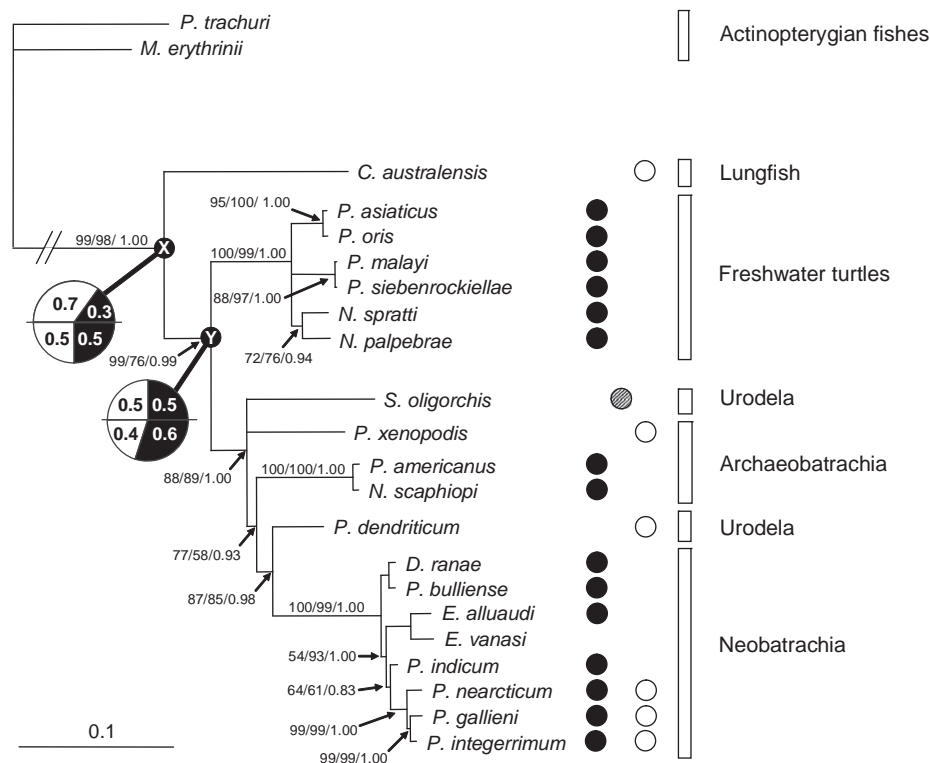 P. trachuri
M. erythrinii
Actinopterygian fishes
C. australensis
Lungfish
95/100/ 1.00
P. asiaticus
P. oris
99/98/ 1.00
X
100/99/1.00
P. malayi
Freshwater turtles
88/97/1.00
P. siebenrockiellae
0.7
0.3
N. spratti
0.5
0.5
Y
N. palpebrae
99/76/0.99
72/76/0.94
0.5
0.5
S. oligorchis
Urodela
0.4
0.6
P. xenopodis
88/89/1.00
100/100/1.00
P. americanus
Archaeobatrachia
N. scaphiopi
P. dendriticum
Urodela
77/58/0.93
D. ranae
87/85/0.98
P. bulliense
100/99/1.00
E. alluaudi
E. vanasi
Neobatrachia
54/93/1.00
P. indicum
64/61/0.83
P. nearcticum
99/99/1.00
P. gallieni
0.1
P. integerrimum
99/99/1.00